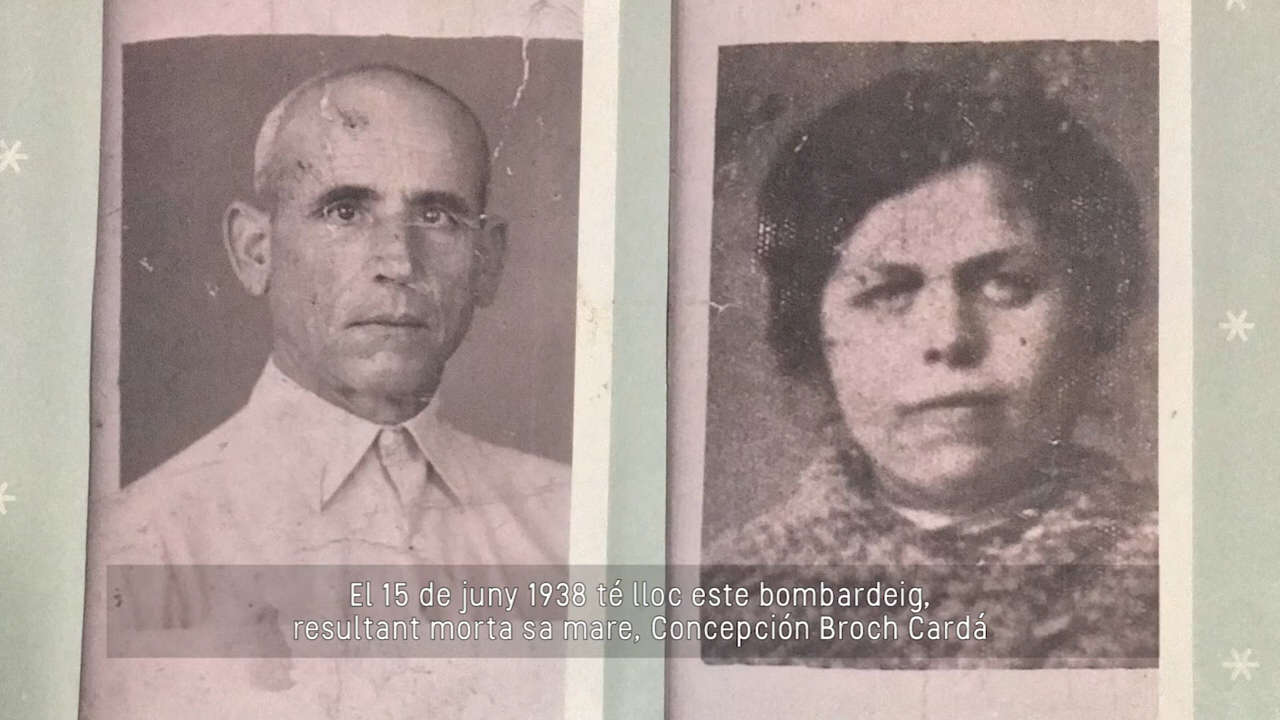 El 15 de juny 1938 té lloc este bombardeig,
resultant morta sa mare, Concepción Broch Cardá